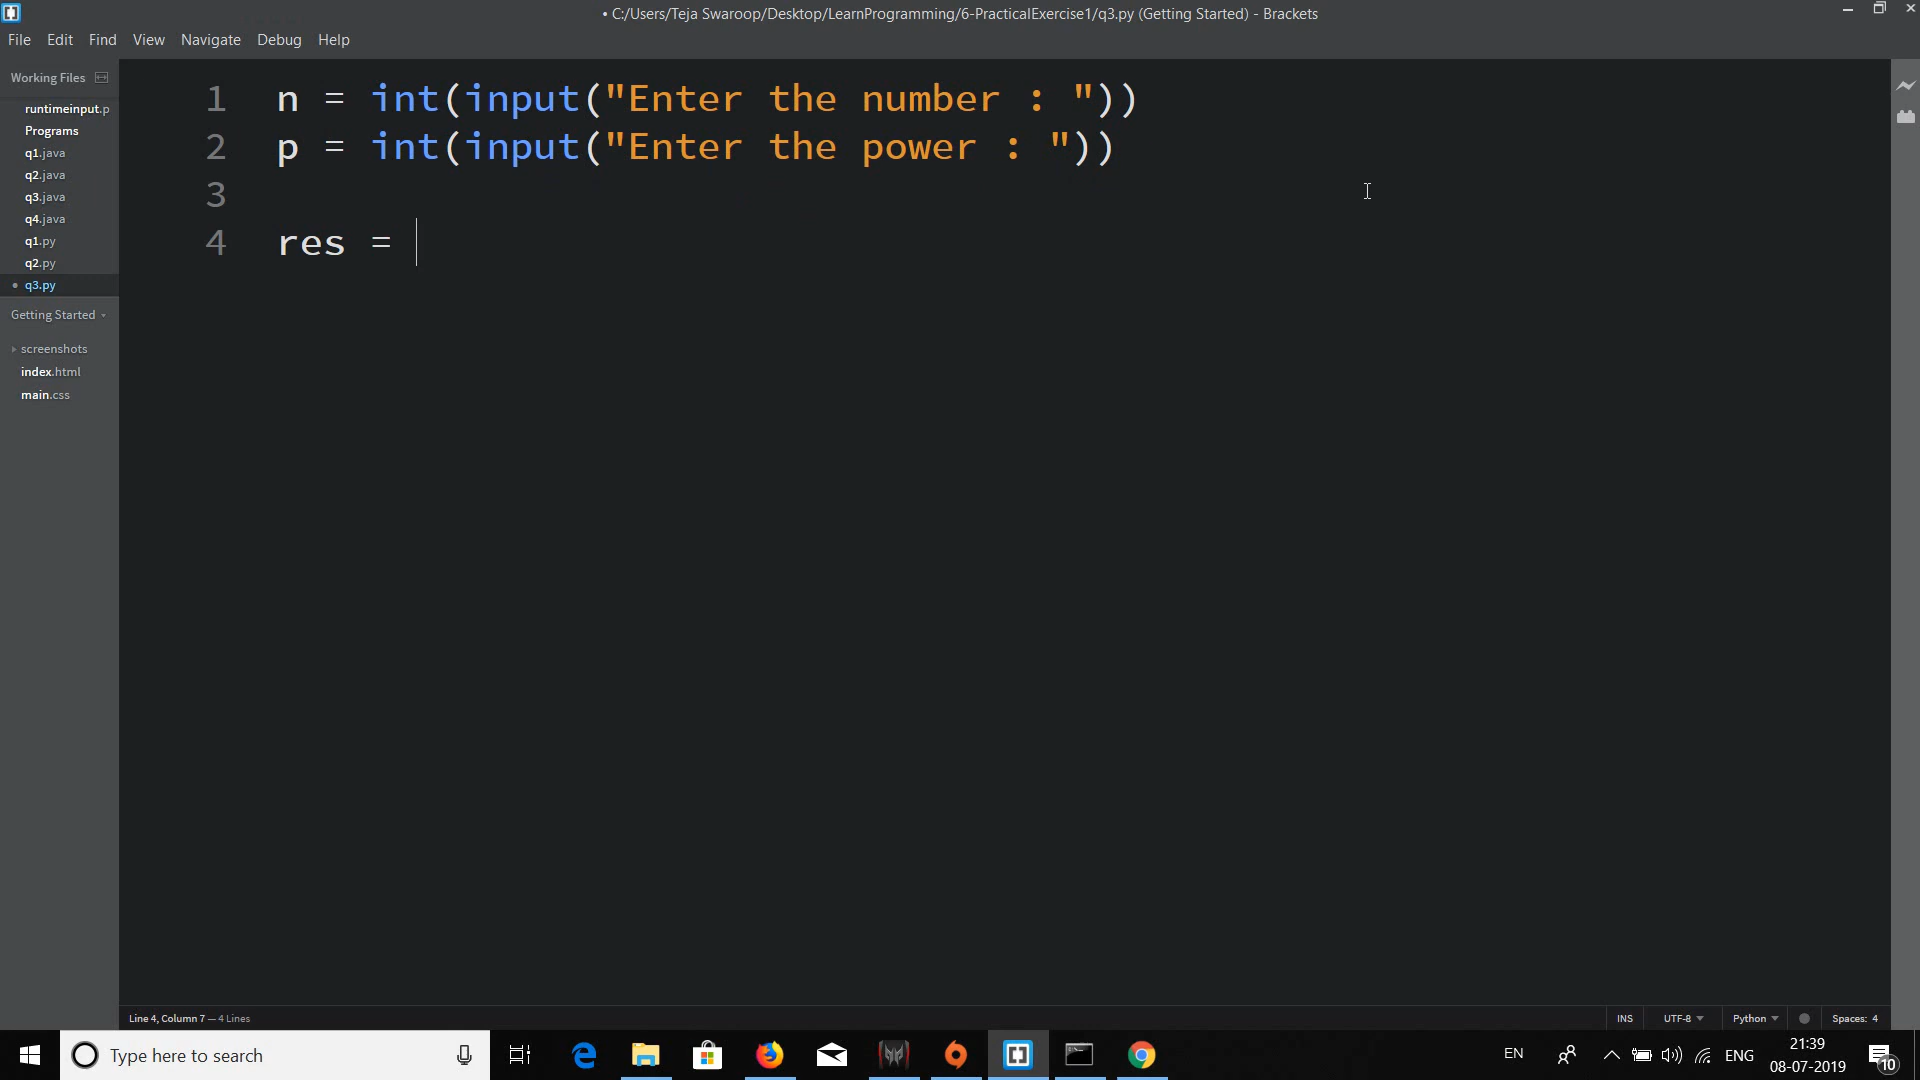 • C:/Users/Teja Swaroop/Desktop/LearnProgramming/6-PracticalExercise1/q3.py (Getting Started) - Brackets
File Edit Find View Navigate Debug Help
Working Files
runtimeinput.p
Programs
q1.java
q2.java
q3.java
q4.java
q1.py
q2.py
• q3.py
Getting Started
screenshots
index.html
main.css
1 n = int(input("Enter the number : "))
2 p = int(input("Enter the power : "))
3
4 res =
Line 4, Column 7 — 4 Lines
INS UTF-8 Python Spaces: 4
Type here to search
EN ENG
21:39
08-07-2019
10